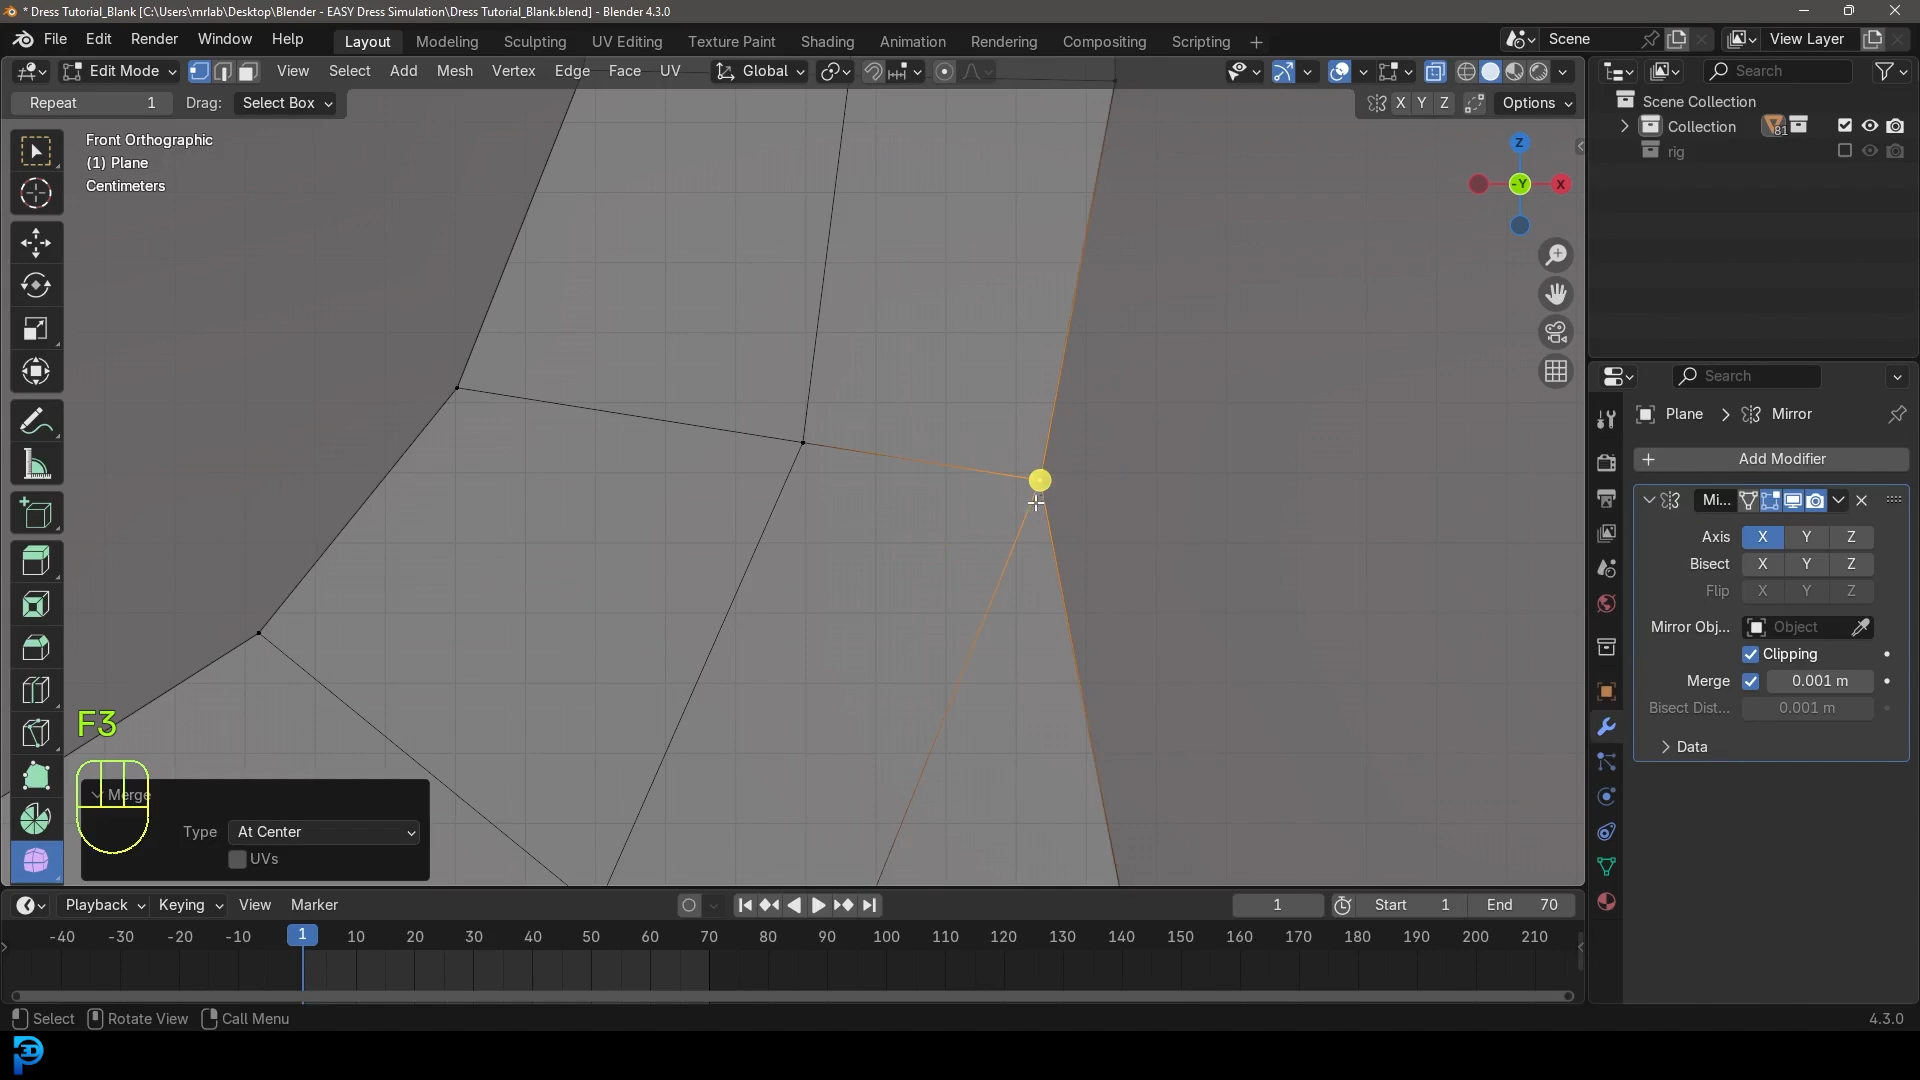 * Dress Tutorial_Blank [C:\Users\mrlab\Desktop\Blender - EASY Dress Simulation\Dress Tutorial_Blank.blend] - Blender 4.3.0
File Edit Render Window Help Layout Modeling Sculpting UV Editing Texture Paint Shading Animation Rendering Compositing Scripting + Scene View Layer
Edit Mode View Select Add Mesh Vertex Edge Face UV Global Search
Repeat 1 Drag: Select Box X Y Z Options
Scene Collection
Collection 81
rig
Front Orthographic
(1) Plane
Centimeters
Z
-Y X
Search
Plane > Mirror
+ Add Modifier
Mi...
Axis X Y Z
Bisect X Y Z
Flip X Y Z
Mirror Obj... Object
Clipping
Merge 0.001 m
Bisect Dist... 0.001 m
Data
F3
Merge
Type At Center
UVs
Playback Keying View Marker 1 Start 1 End 70
-40 -30 -20 -10 1 10 20 30 40 50 60 70 80 90 100 110 120 130 140 150 160 170 180 190 200 210
Select Rotate View Call Menu 4.3.0